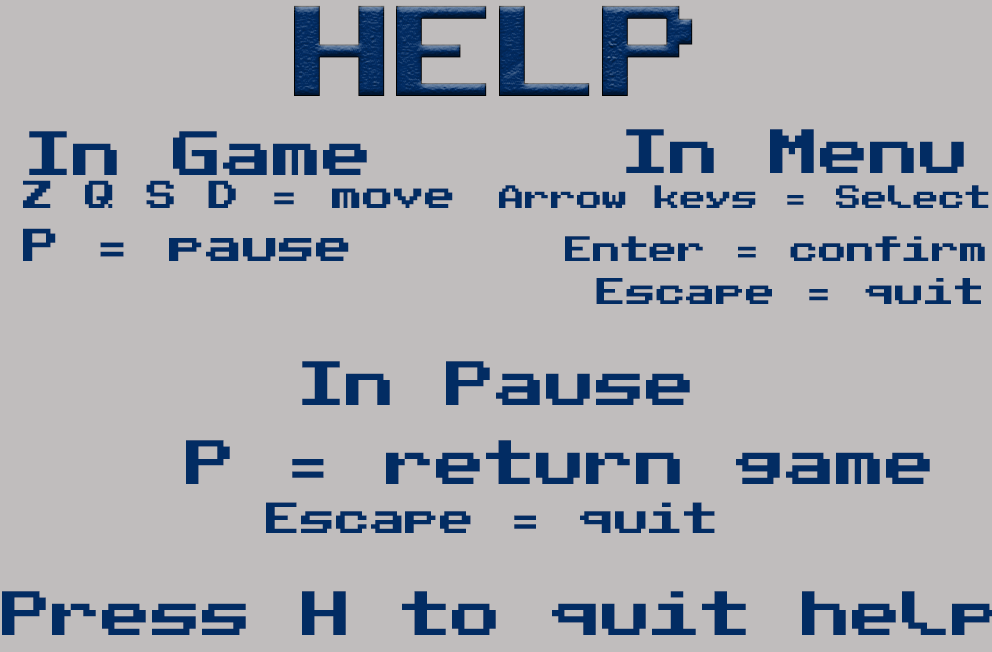 HELP
In Game
Z Q S D = move
P = pause
In Menu
Arrow keys = Select
Enter = confirm
Escape = quit
In Pause
P = return game
Escape = quit
Press H to quit help